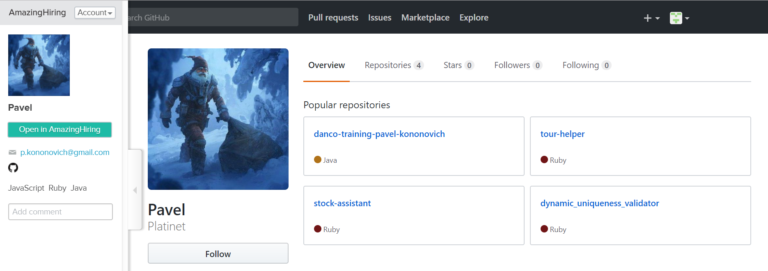 AmazingHiring
Account
Pavel
Open in AmazingHiring
p.kononovich@gmail.com
JavaScript Ruby Java
Add comment
arch GitHub
Pull requests Issues Marketplace Explore
Overview Repositories 4 Stars 0 Followers 0 Following 0
Pavel
Platinet
Follow
Popular repositories
danco-training-pavel-kononovich
Java
tour-helper
Ruby
stock-assistant
Ruby
dynamic_uniqueness_validator
Ruby